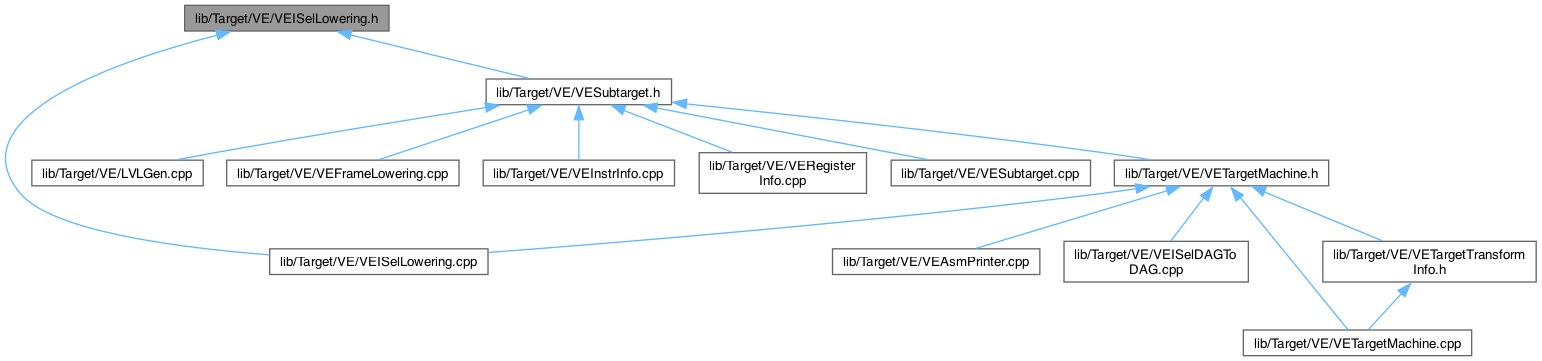 lib/Target/VE/VEISelLowering.h
lib/Target/VE/VESubtarget.h
lib/Target/VE/LVLGen.cpp
lib/Target/VE/VEFrameLowering.cpp
lib/Target/VE/VEInstrInfo.cpp
lib/Target/VE/VERegister
Info.cpp
lib/Target/VE/VESubtarget.cpp
lib/Target/VE/VETargetMachine.h
lib/Target/VE/VEISelLowering.cpp
lib/Target/VE/VEAsmPrinter.cpp
lib/Target/VE/VEISelDAGTo
DAG.cpp
lib/Target/VE/VETargetTransform
Info.h
lib/Target/VE/VETargetMachine.cpp